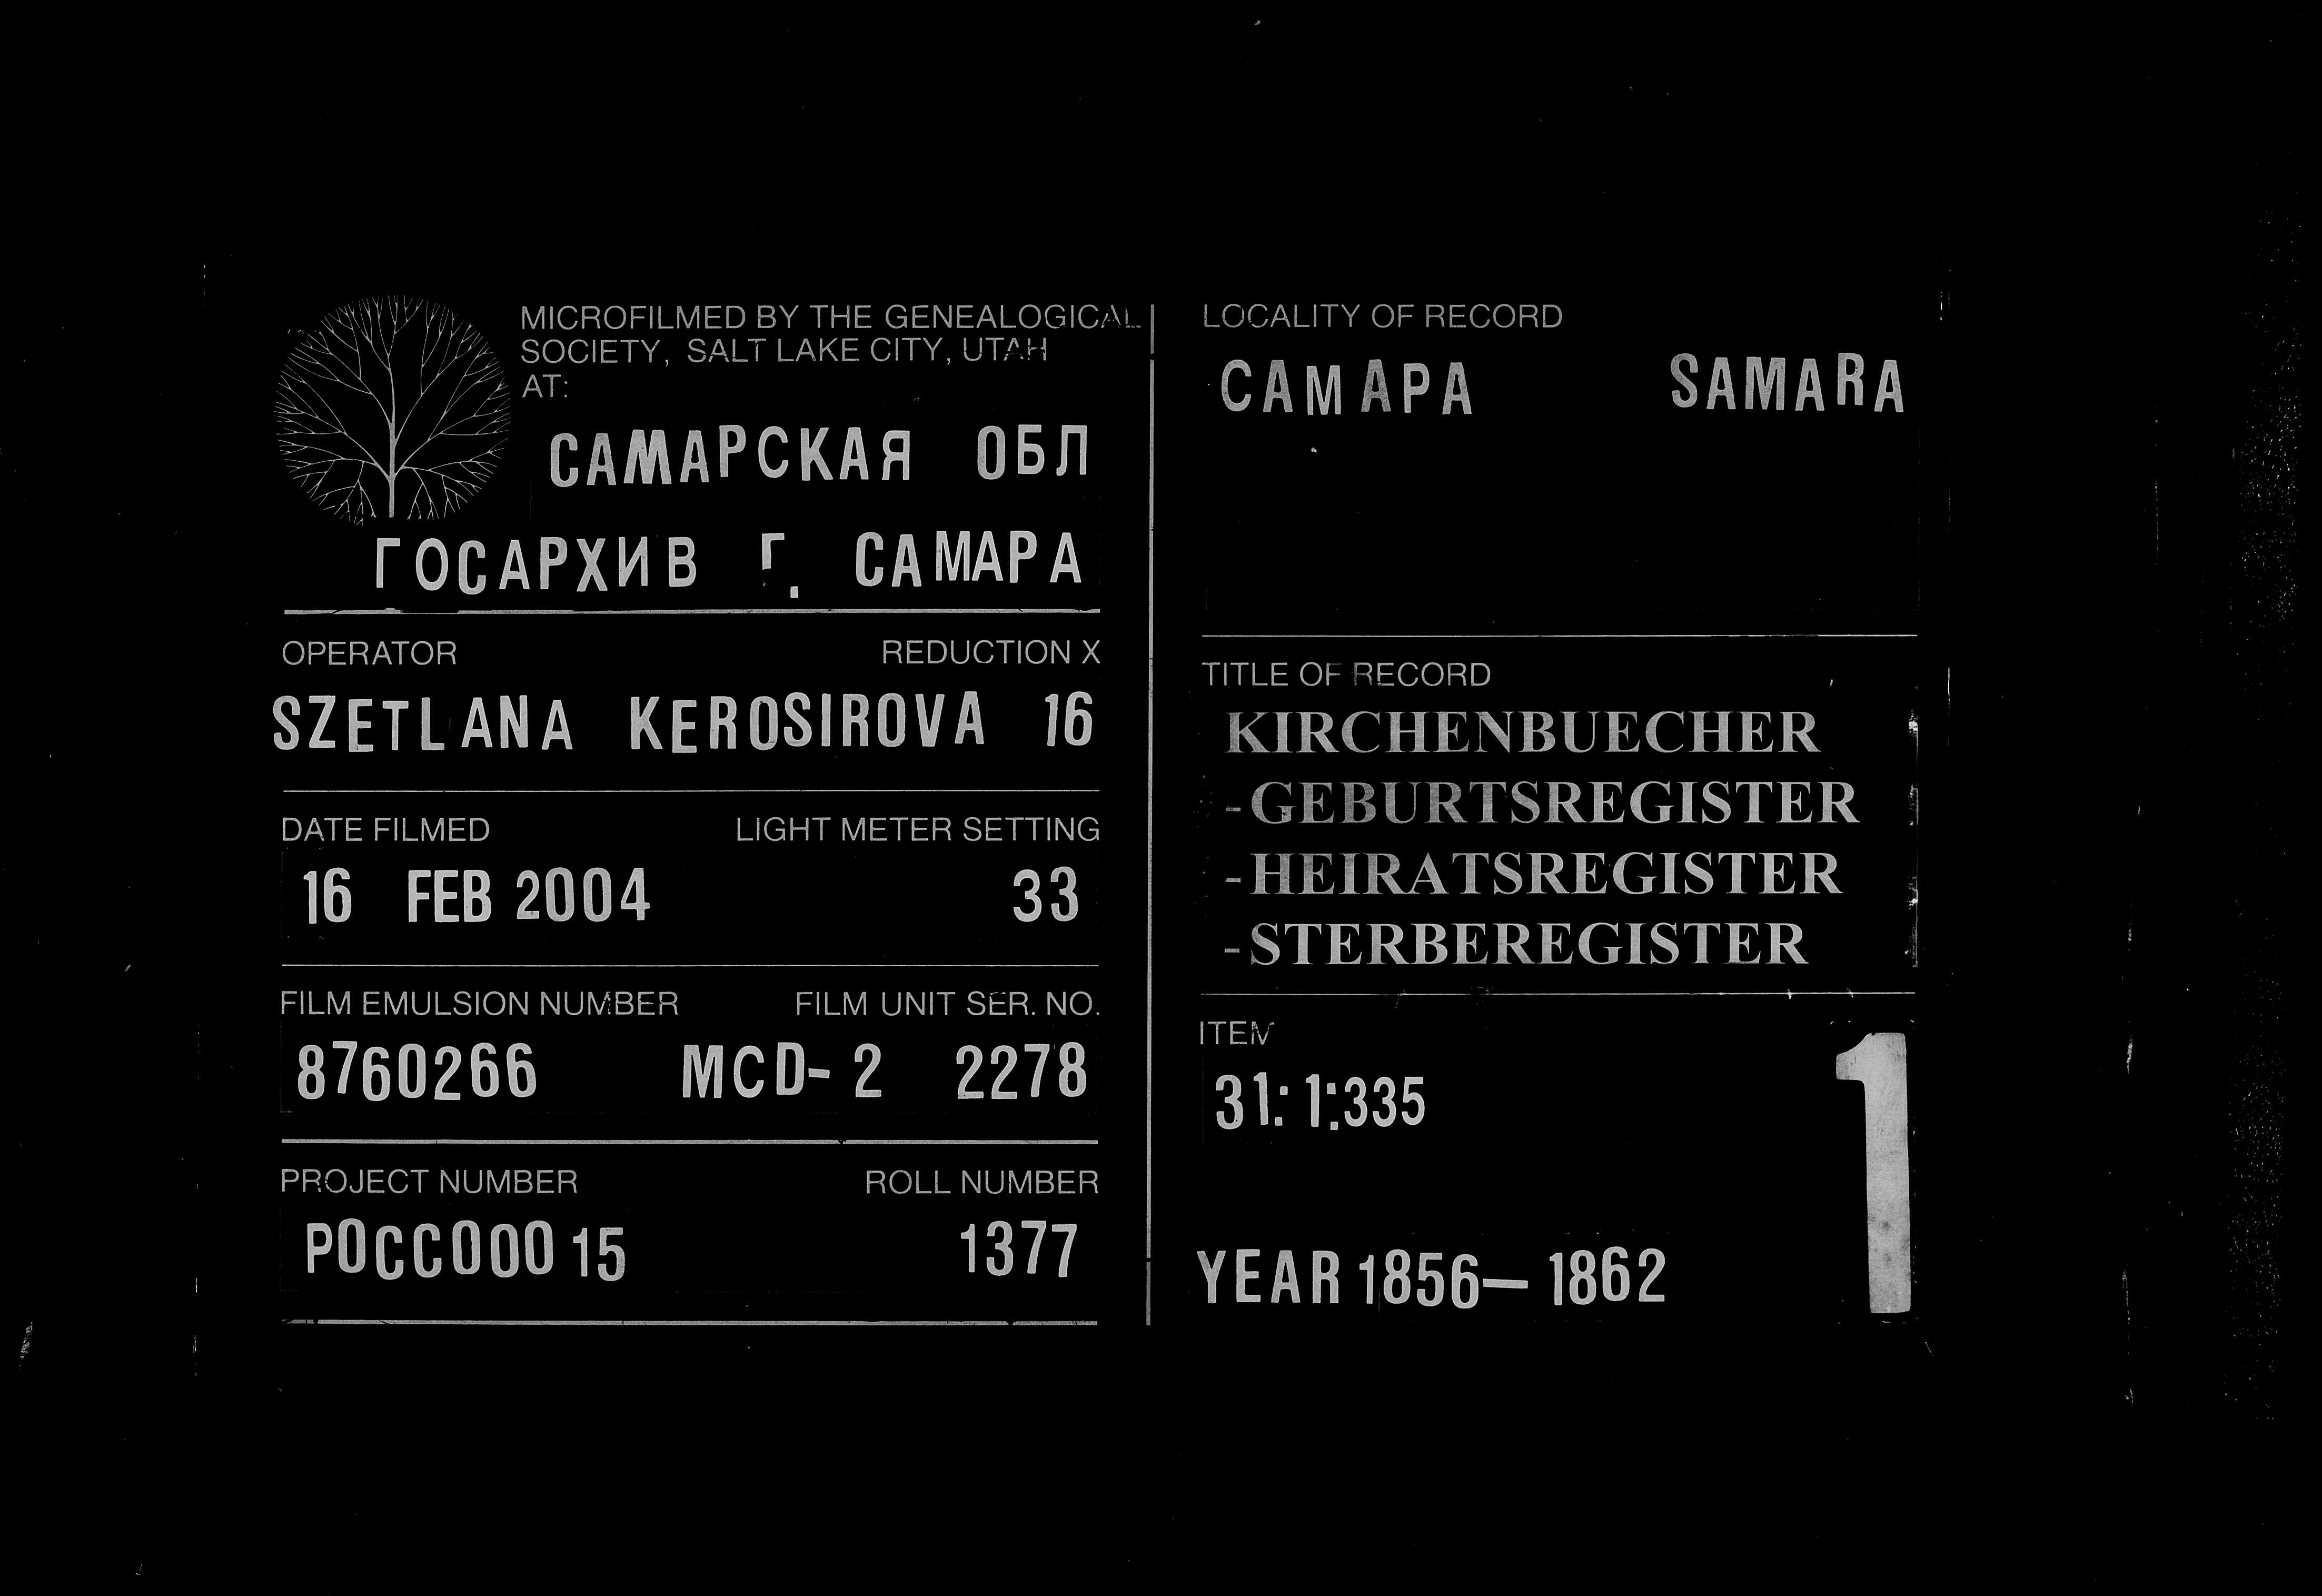 MICROFILMED BY THE GENEALOGICAL
SOCIETY, SALT LAKE CITY, UTAH
AT:
САМАРСКАЯ ОБЛ
ГОСАРХИВ Г. САМАРА
OPERATOR REDUCTION X
SZETLANA KEROSIROVA 16
DATE FILMED LIGHT METER SETTING
16 FEB 2004 33
FILM EMULSION NUMBER FILM UNIT SER. NO.
8760266 MCD-2 2278
PROJECT NUMBER ROLL NUMBER
POCC000 15 1377
LOCALITY OF RECORD
САМАРА SAMARA
TITLE OF RECORD
KIRCHENBUECHER
-GEBURTSREGISTER
-HEIRATSREGISTER
-STERBEREGISTER
ITEM
31:1:335
1
YEAR 1856—1862